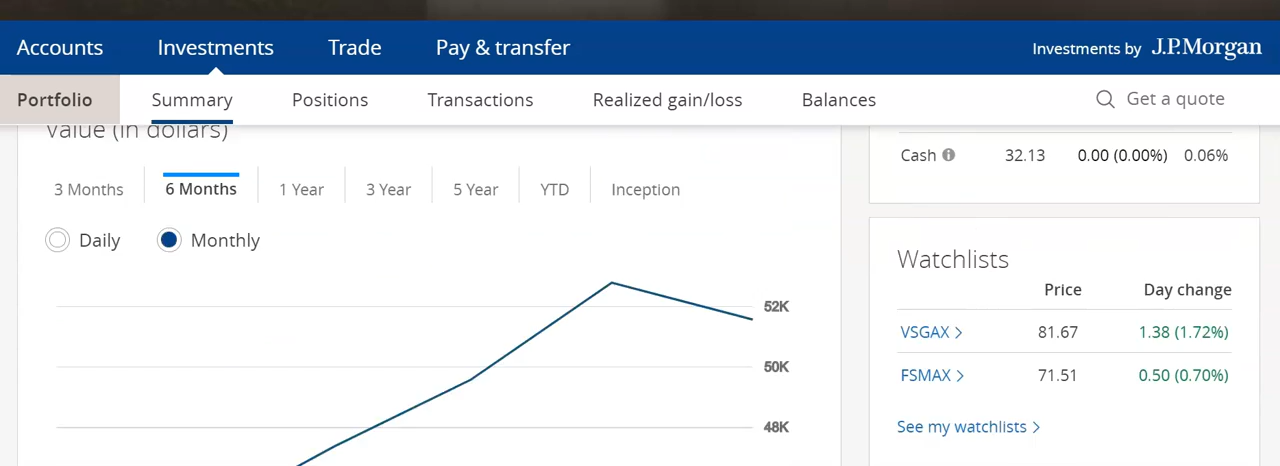 Accounts Investments Trade Pay & transfer Investments by J.P.Morgan
Portfolio Summary Positions Transactions Realized gain/loss Balances Get a quote
Value (in dollars)
3 Months 6 Months 1 Year 3 Year 5 Year YTD Inception
Daily Monthly
52K
50K
48K
Cash 32.13 0.00 (0.00%) 0.06%
Watchlists
Price Day change
VSGAX 81.67 1.38 (1.72%)
FSMAX 71.51 0.50 (0.70%)
See my watchlists